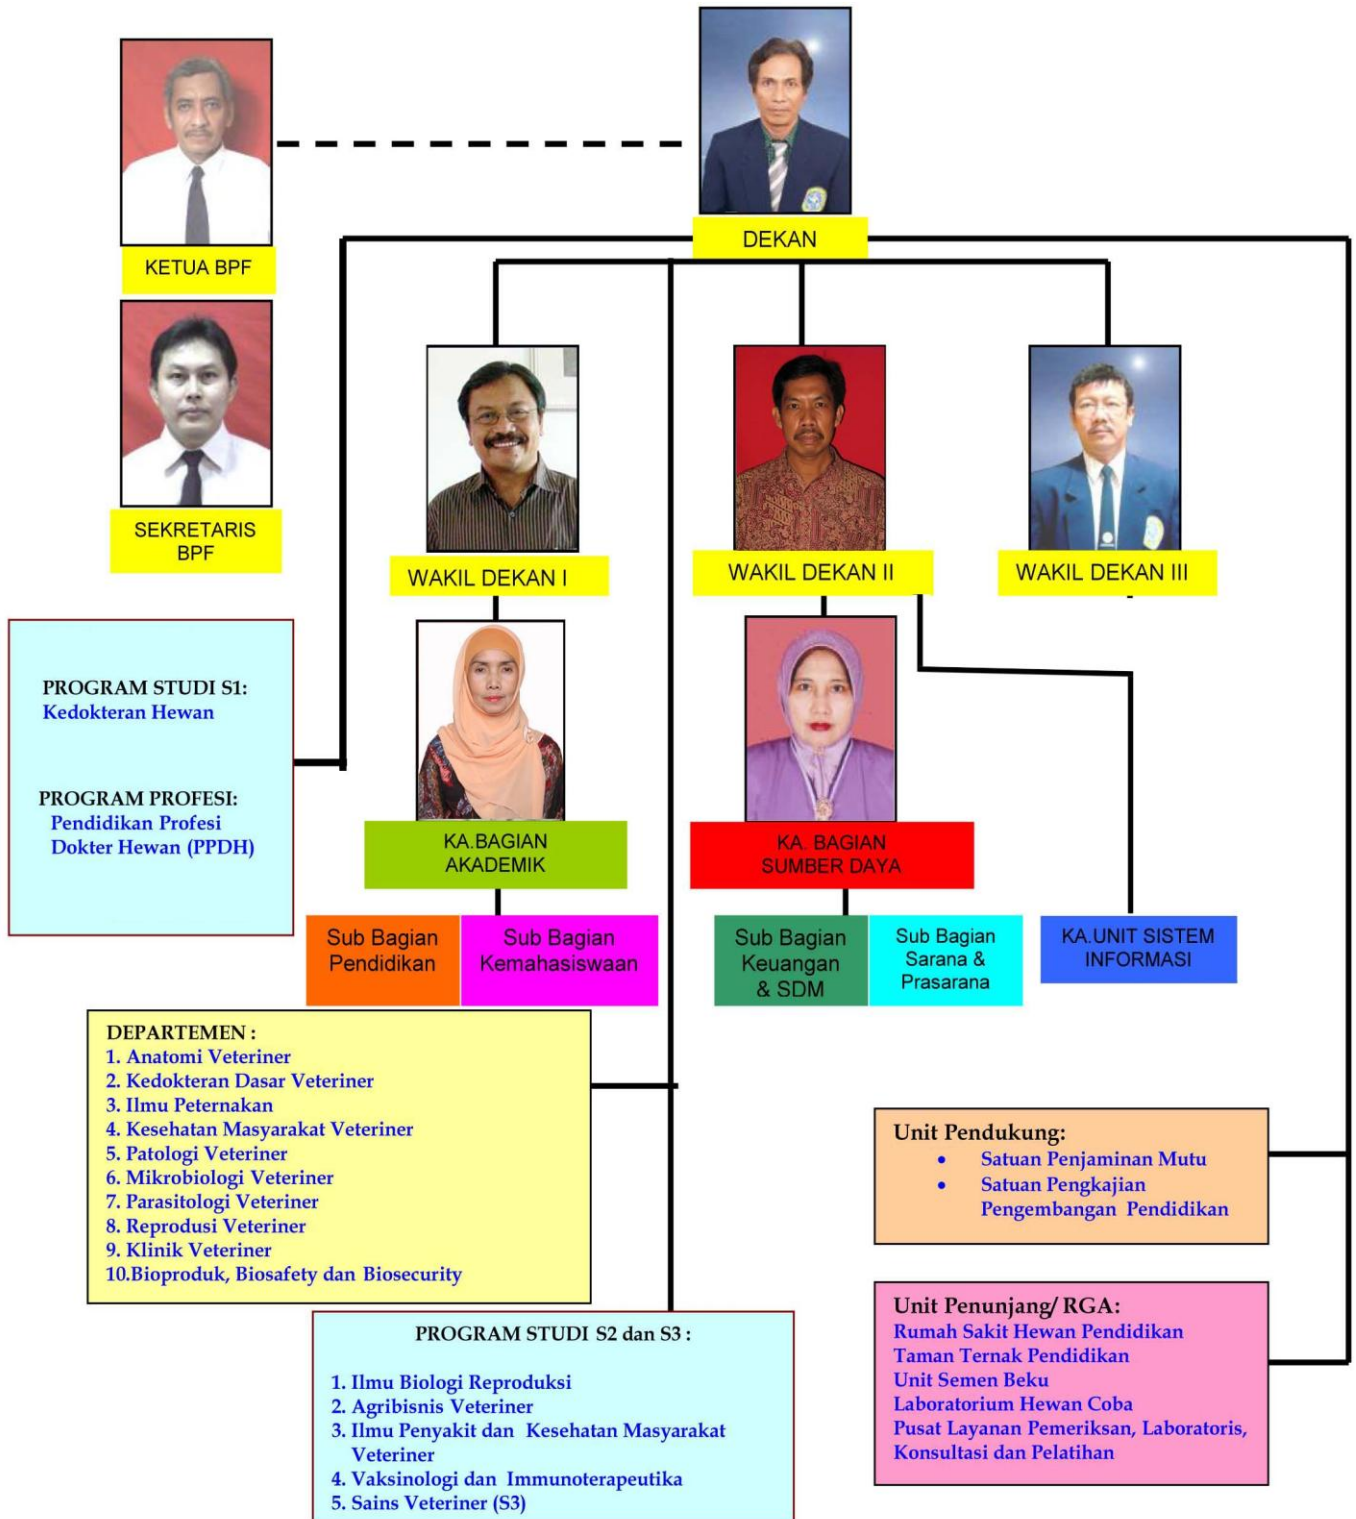 DEKAN
KETUA BPF
SEKRETARIS
BPF
WAKIL DEKAN I
WAKIL DEKAN II
WAKIL DEKAN III
PROGRAM STUDI S1:
Kedokteran Hewan
PROGRAM PROFESI:
Pendidikan Profesi
Dokter Hewan (PPDH)
KA.BAGIAN
AKADEMIK
KA. BAGIAN
SUMBER DAYA
Sub Bagian
Pendidikan
Sub Bagian
Kemahasiswaan
Sub Bagian
Keuangan
& SDM
Sub Bagian
Sarana &
Prasarana
KA.UNIT SISTEM
INFORMASI
DEPARTEMEN :
1. Anatomi Veteriner
2. Kedokteran Dasar Veteriner
3. Ilmu Peternakan
4. Kesehatan Masyarakat Veteriner
5. Patologi Veteriner
6. Mikrobiologi Veteriner
7. Parasitologi Veteriner
8. Reprodusi Veteriner
9. Klinik Veteriner
10.Bioproduk, Biosafety dan Biosecurity
Unit Pendukung:
• Satuan Penjaminan Mutu
• Satuan Pengkajian
Pengembangan Pendidikan
Unit Penunjang/ RGA:
Rumah Sakit Hewan Pendidikan
Taman Ternak Pendidikan
Unit Semen Beku
Laboratorium Hewan Coba
Pusat Layanan Pemeriksan, Laboratoris,
Konsultasi dan Pelatihan
PROGRAM STUDI S2 dan S3 :
1. Ilmu Biologi Reproduksi
2. Agribisnis Veteriner
3. Ilmu Penyakit dan Kesehatan Masyarakat
Veteriner
4. Vaksinologi dan Immunoterapeutika
5. Sains Veteriner (S3)